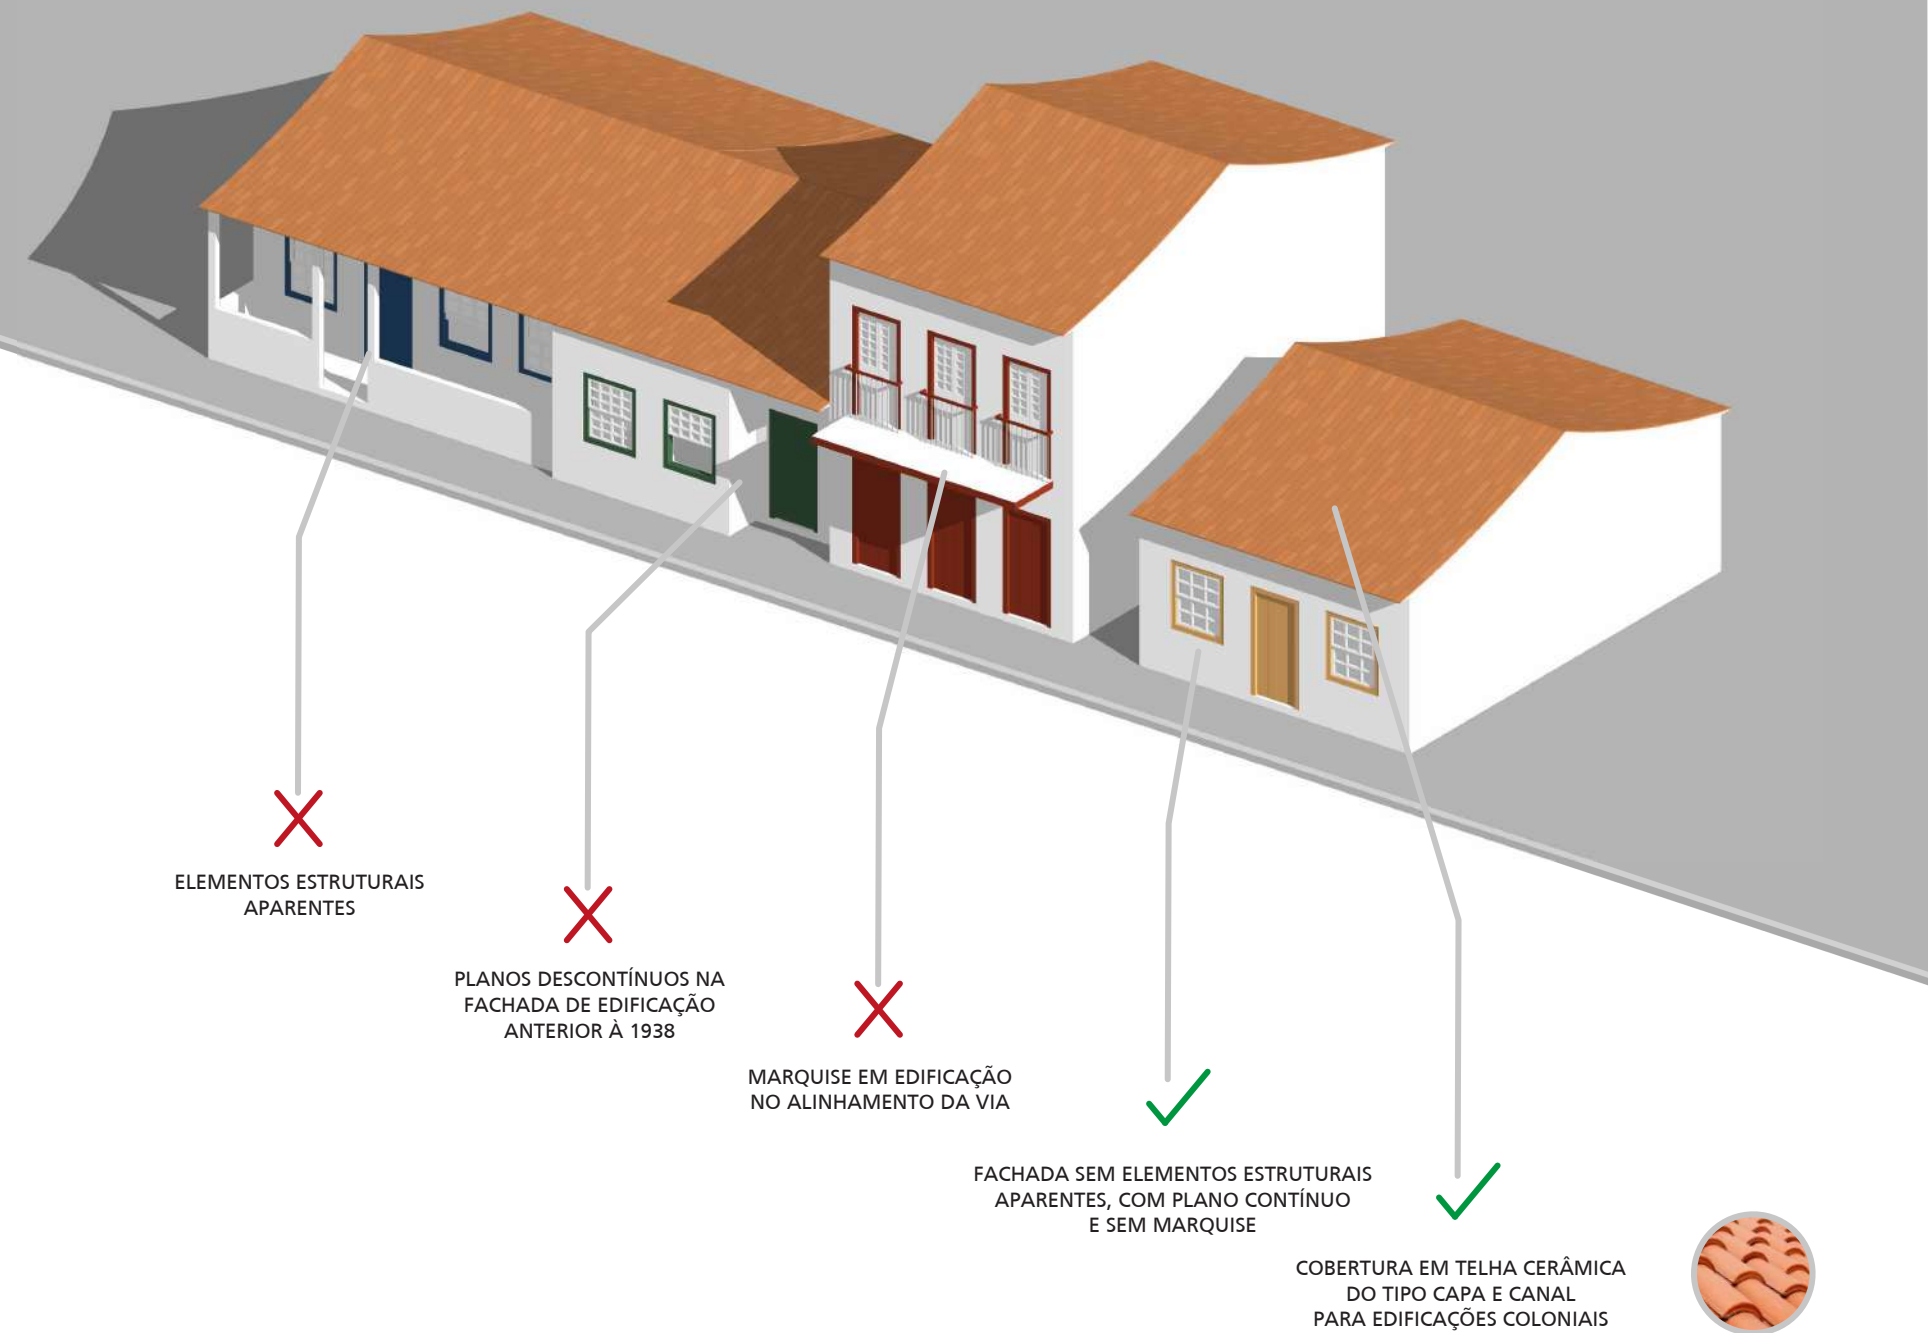 ELEMENTOS ESTRUTURAIS
APARENTES
PLANOS DESCONTÍNUOS NA
FACHADA DE EDIFICAÇÃO
ANTERIOR À 1938
MARQUISE EM EDIFICAÇÃO
NO ALINHAMENTO DA VIA
FACHADA SEM ELEMENTOS ESTRUTURAIS
APARENTES, COM PLANO CONTÍNUO
E SEM MARQUISE
COBERTURA EM TELHA CERÂMICA
DO TIPO CAPA E CANAL
PARA EDIFICAÇÕES COLONIAIS